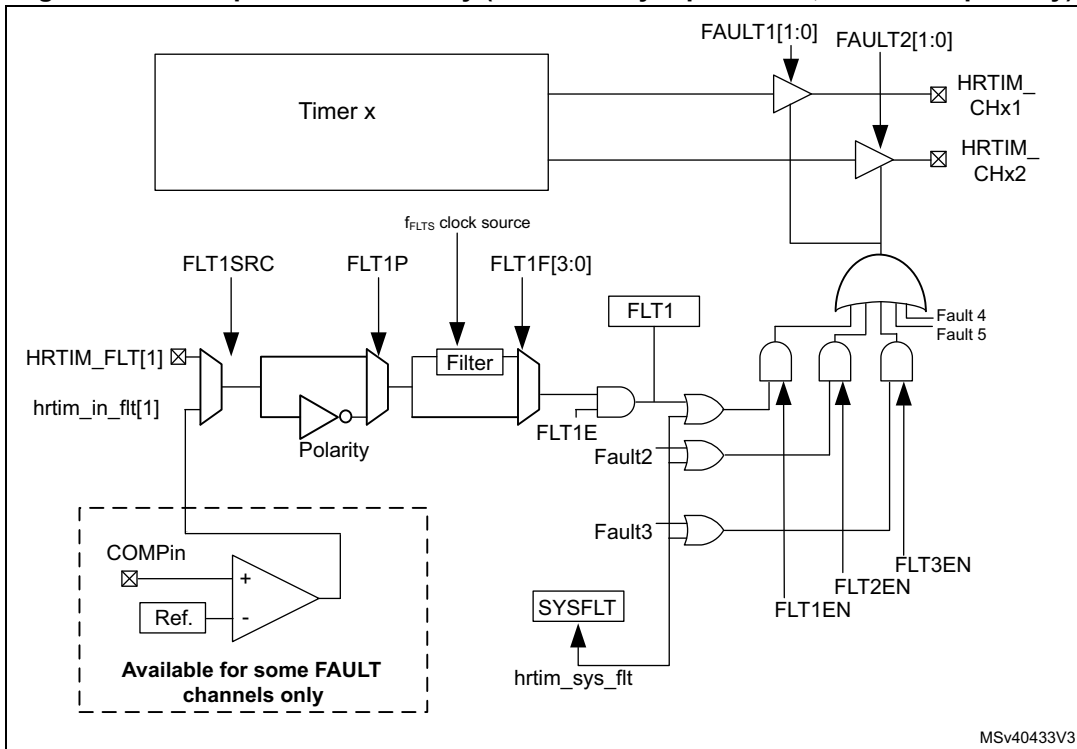 FAULT1[1:0]
FAULT2[1:0]
Timer x
HRTIM_
CHx1
HRTIM_
CHx2
fFLTS clock source
FLT1SRC
FLT1P
FLT1F[3:0]
FLT1
Fault 4
Fault 5
HRTIM_FLT[1]
Filter
hrtim_in_flt[1]
FLT1E
Polarity
Fault2
Fault3
COMPin
+
Ref.
-
FLT3EN
FLT2EN
FLT1EN
SYSFLT
Available for some FAULT
channels only
hrtim_sys_flt
MSv40433V3